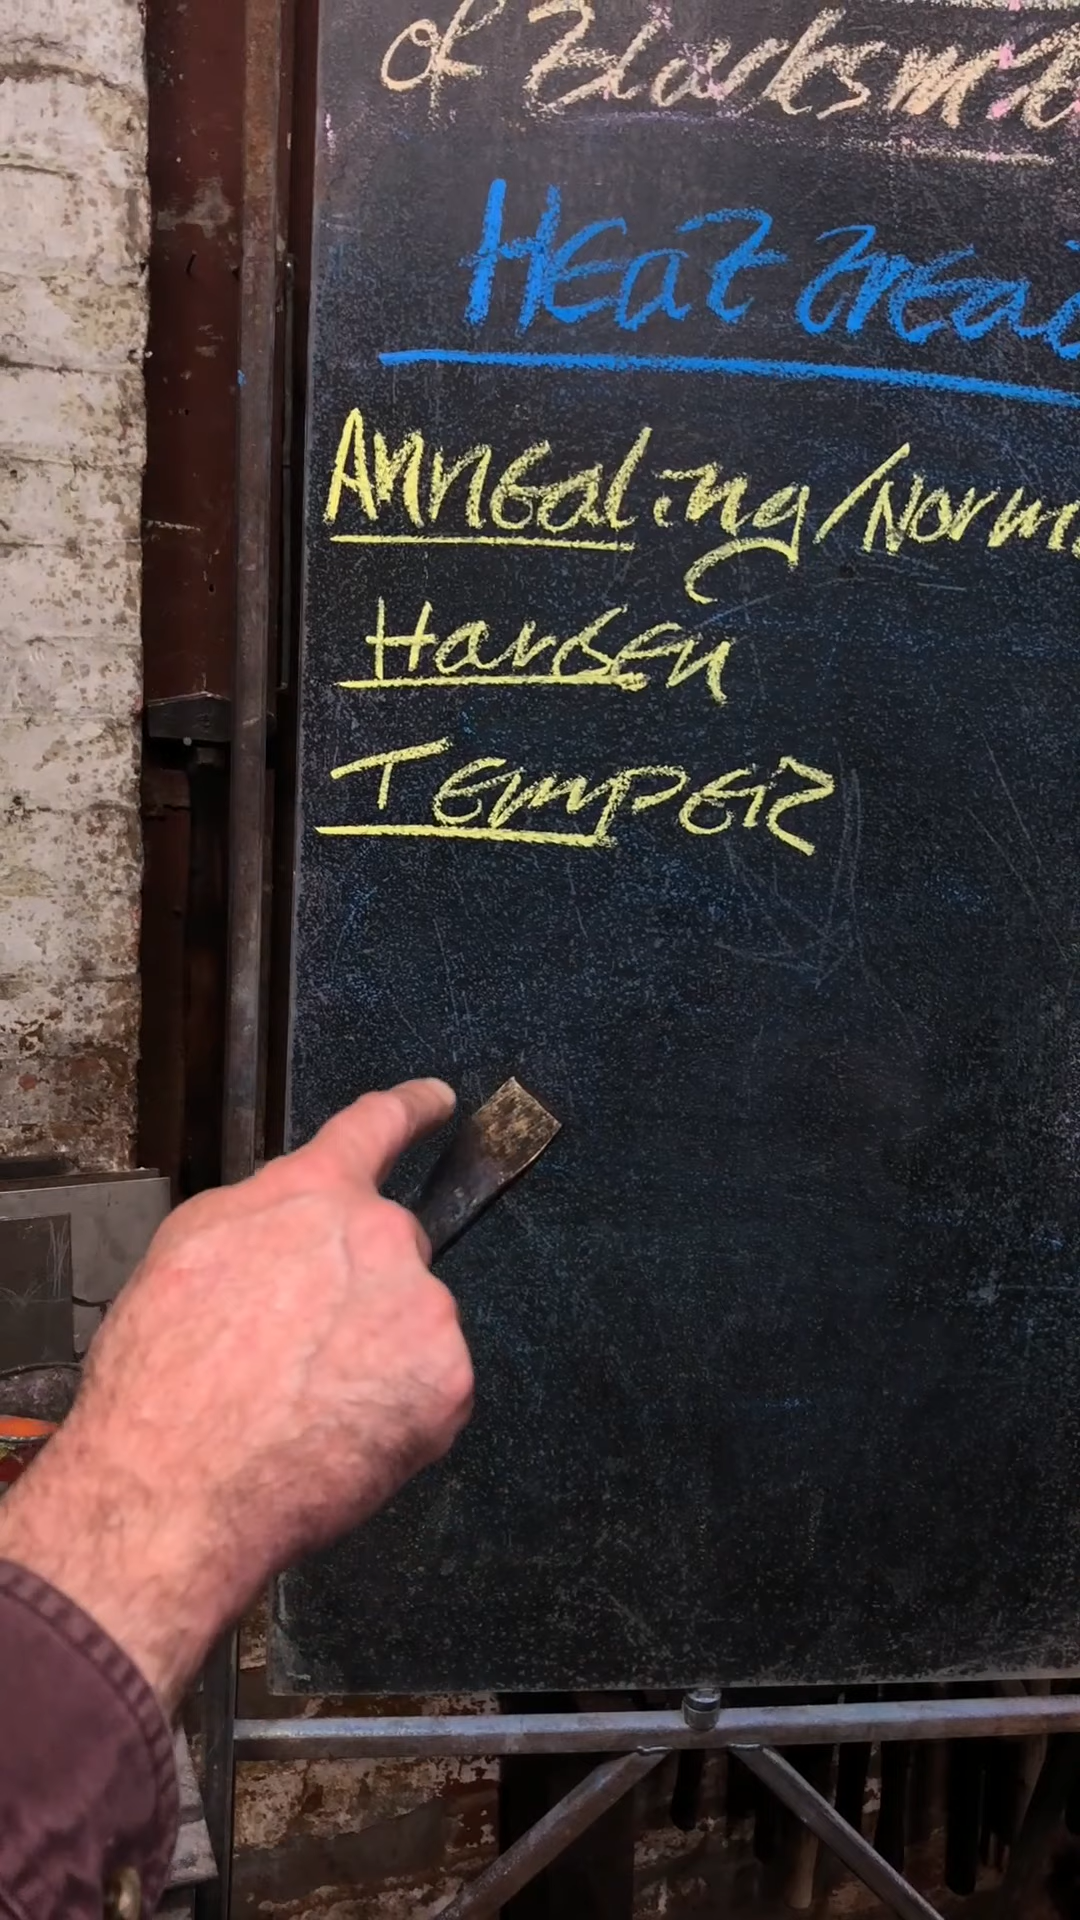 of Blacksmith
Heat treat
Annealing/Norm
Harden
Temper